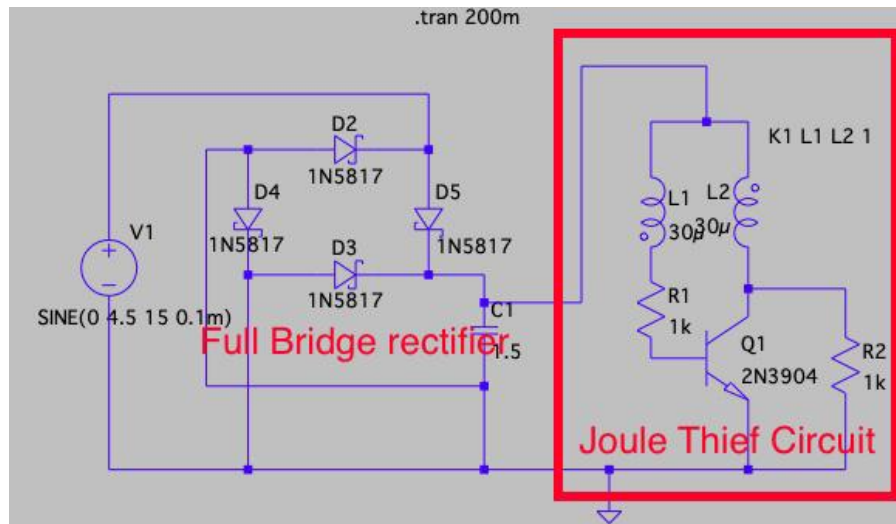 .tran 200m
D2
K1 L1 L2 1
1N5817
D4
D5
L1
L2
V1
1N5817
D3
1N5817
30µ
30µ
1N5817
R1
C1
SINE(0 4.5 15 0.1m)
1k
Full Bridge rectifier
Q1
R2
1.5
2N3904
1k
Joule Thief Circuit